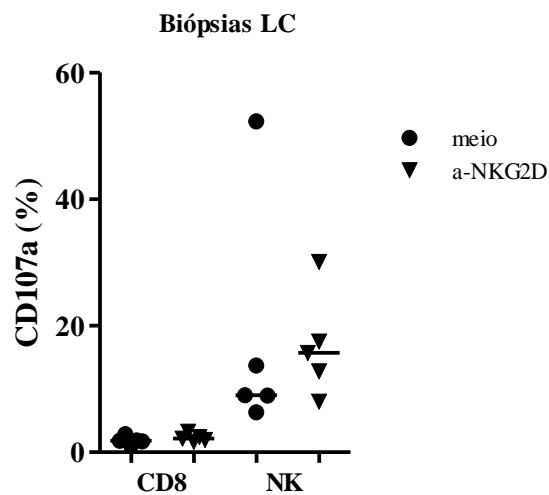 Biópsias LC
60
40
20
0
CD107a (%)
CD8
NK
meio
a-NKG2D